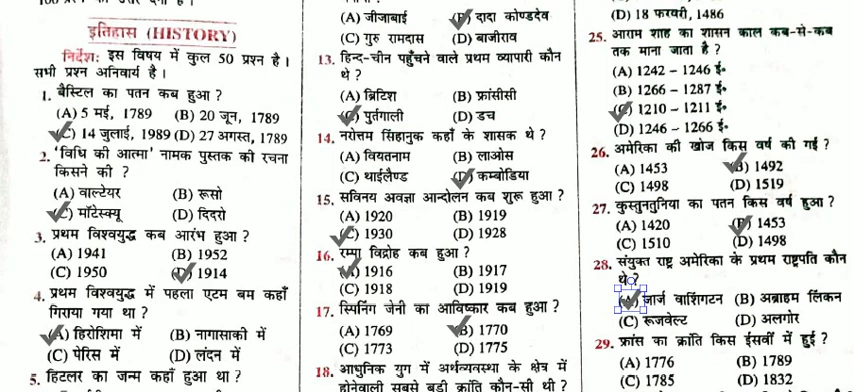 इतिहास (HISTORY)
निर्देश: इस विषय में कुल 50 प्रश्न है ।
सभी प्रश्न अनिवार्य है ।
1. बैस्टिल का पतन कब हुआ ?
(A) 5 मई, 1789 (B) 20 जून, 1789
(C) 14 जुलाई, 1989 (D) 27 अगस्त, 1789
2. 'विधि की आत्मा' नामक पुस्तक की रचना
किसने की ?
(A) वाल्टेयर (B) रूसो
(C) मॉटेस्क्यू (D) दिदरो
3. प्रथम विश्वयुद्ध कब आरंभ हुआ ?
(A) 1941 (B) 1952
(C) 1950 (D) 1914
4. प्रथम विश्वयुद्ध में पहला एटम बम कहाँ
गिराया गया था ?
(A) हिरोशिमा में (B) नागासाकी में
(C) पेरिस में (D) लंदन में
5. हिटलर का जन्म कहाँ हुआ था ?
(A) जीजाबाई (B) दादा कोण्डदेव
(C) गुरु रामदास (D) बाजीराव
13. हिन्द-चीन पहुँचने वाले प्रथम व्यापारी कौन
थे ?
(A) ब्रिटिश (B) फ्रांसीसी
(C) पुर्तगाली (D) डच
14. नरोत्तम सिंहानुक कहाँ के शासक थे ?
(A) वियतनाम (B) लाओस
(C) थाईलैण्ड (D) कम्बोडिया
15. सविनय अवज्ञा आन्दोलन कब शुरू हुआ ?
(A) 1920 (B) 1919
(C) 1930 (D) 1928
16. रम्पा विद्रोह कब हुआ ?
(A) 1916 (B) 1917
(C) 1918 (D) 1919
17. स्पिनिंग जेनी का आविष्कार कब हुआ ?
(A) 1769 (B) 1770
(C) 1773 (D) 1775
18. आधुनिक युग में अर्थव्यवस्था के क्षेत्र में
होनेवाली सबसे बड़ी क्रांति कौन-सी थी ?
(D) 18 फरवरी, 1486
25. आराम शाह का शासन काल कब-से-कब
तक माना जाता है ?
(A) 1242 – 1246 ई॰
(B) 1266 – 1287 ई॰
(C) 1210 – 1211 ई॰
(D) 1246 – 1266 ई॰
26. अमेरिका की खोज किस वर्ष की गई ?
(A) 1453 (B) 1492
(C) 1498 (D) 1519
27. कुस्तुनतुनिया का पतन किस वर्ष हुआ ?
(A) 1420 (B) 1453
(C) 1510 (D) 1498
28. संयुक्त राष्ट्र अमेरिका के प्रथम राष्ट्रपति कौन
थे ?
(A) जार्ज वाशिंगटन (B) अब्राहम लिंकन
(C) रूजवेल्ट (D) अलगोर
29. फ्रांस का क्रांति किस ईसवीं में हुई ?
(A) 1776 (B) 1789
(C) 1785 (D) 1832